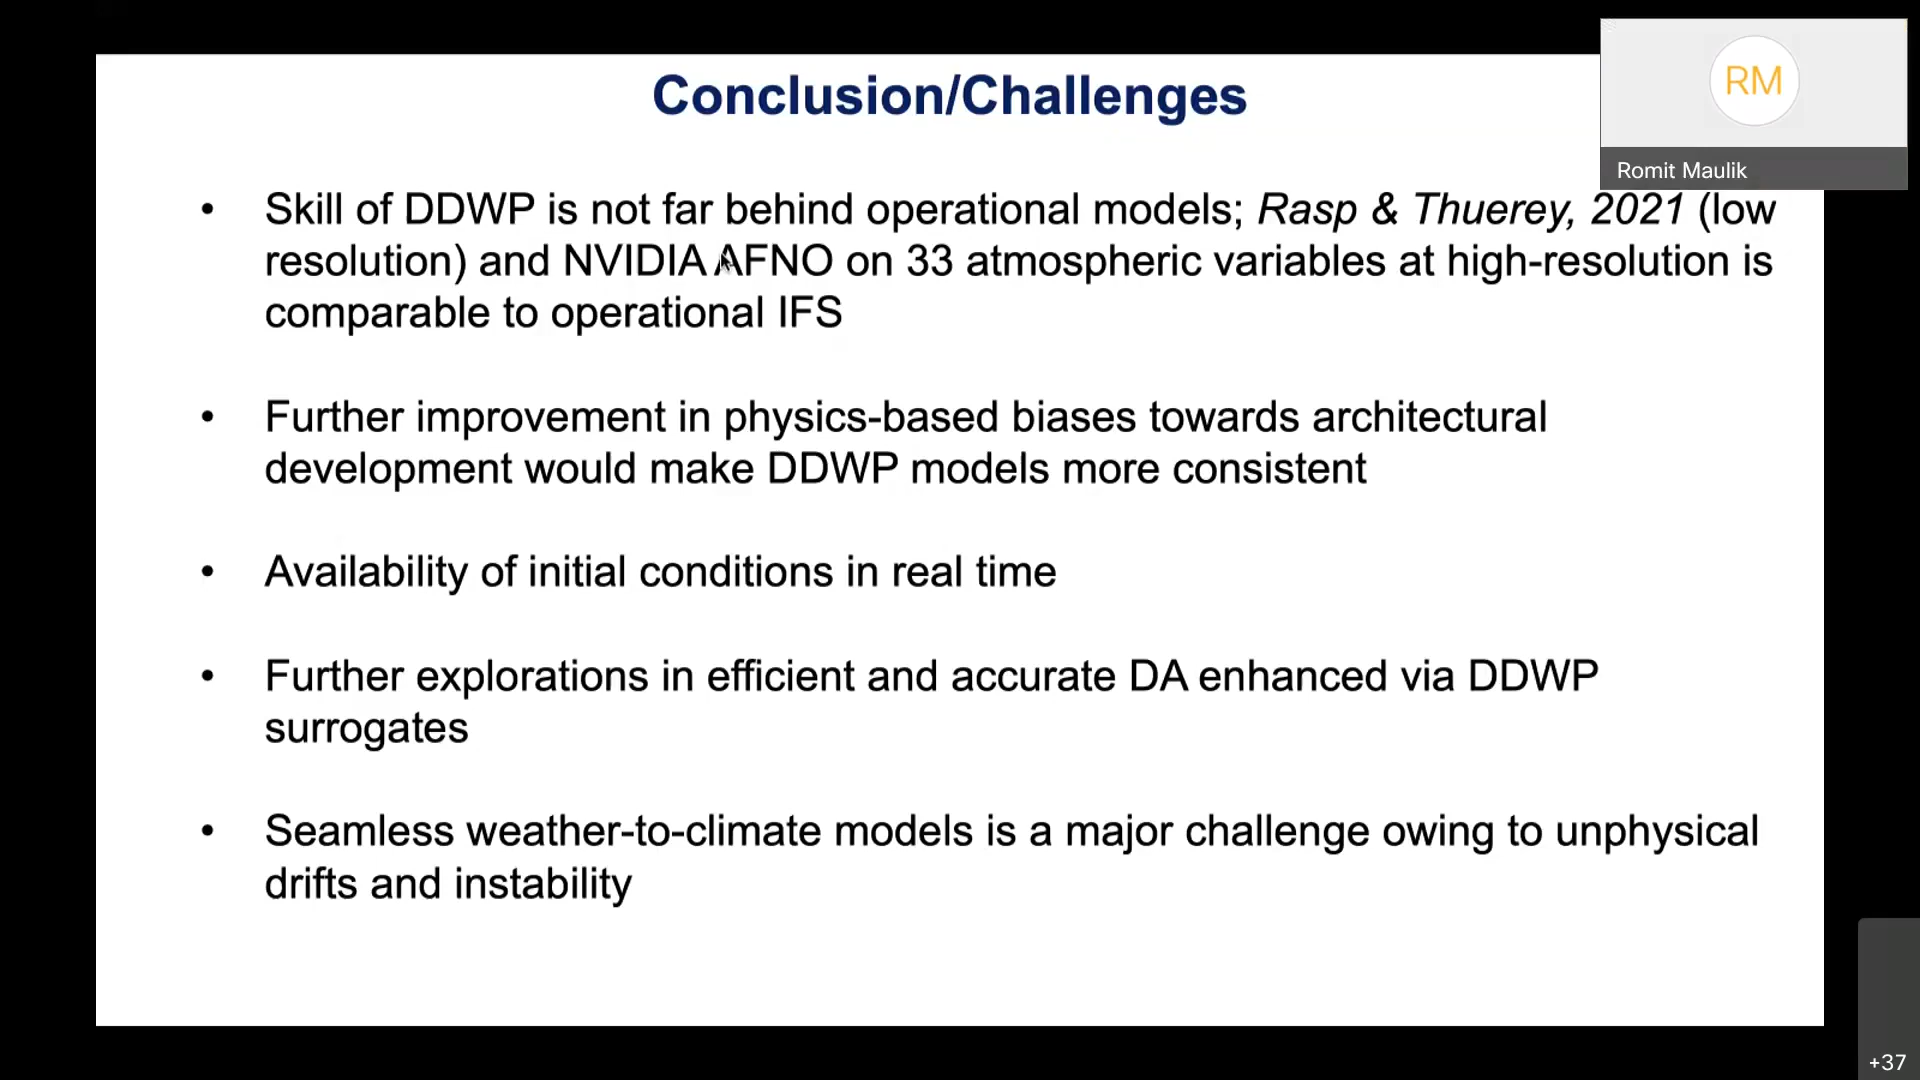 Conclusion/Challenges
RM
Romit Maulik
• Skill of DDWP is not far behind operational models; Rasp & Thuerey, 2021 (low
resolution) and NVIDIA AFNO on 33 atmospheric variables at high-resolution is
comparable to operational IFS
• Further improvement in physics-based biases towards architectural
development would make DDWP models more consistent
• Availability of initial conditions in real time
• Further explorations in efficient and accurate DA enhanced via DDWP
surrogates
• Seamless weather-to-climate models is a major challenge owing to unphysical
drifts and instability
+37